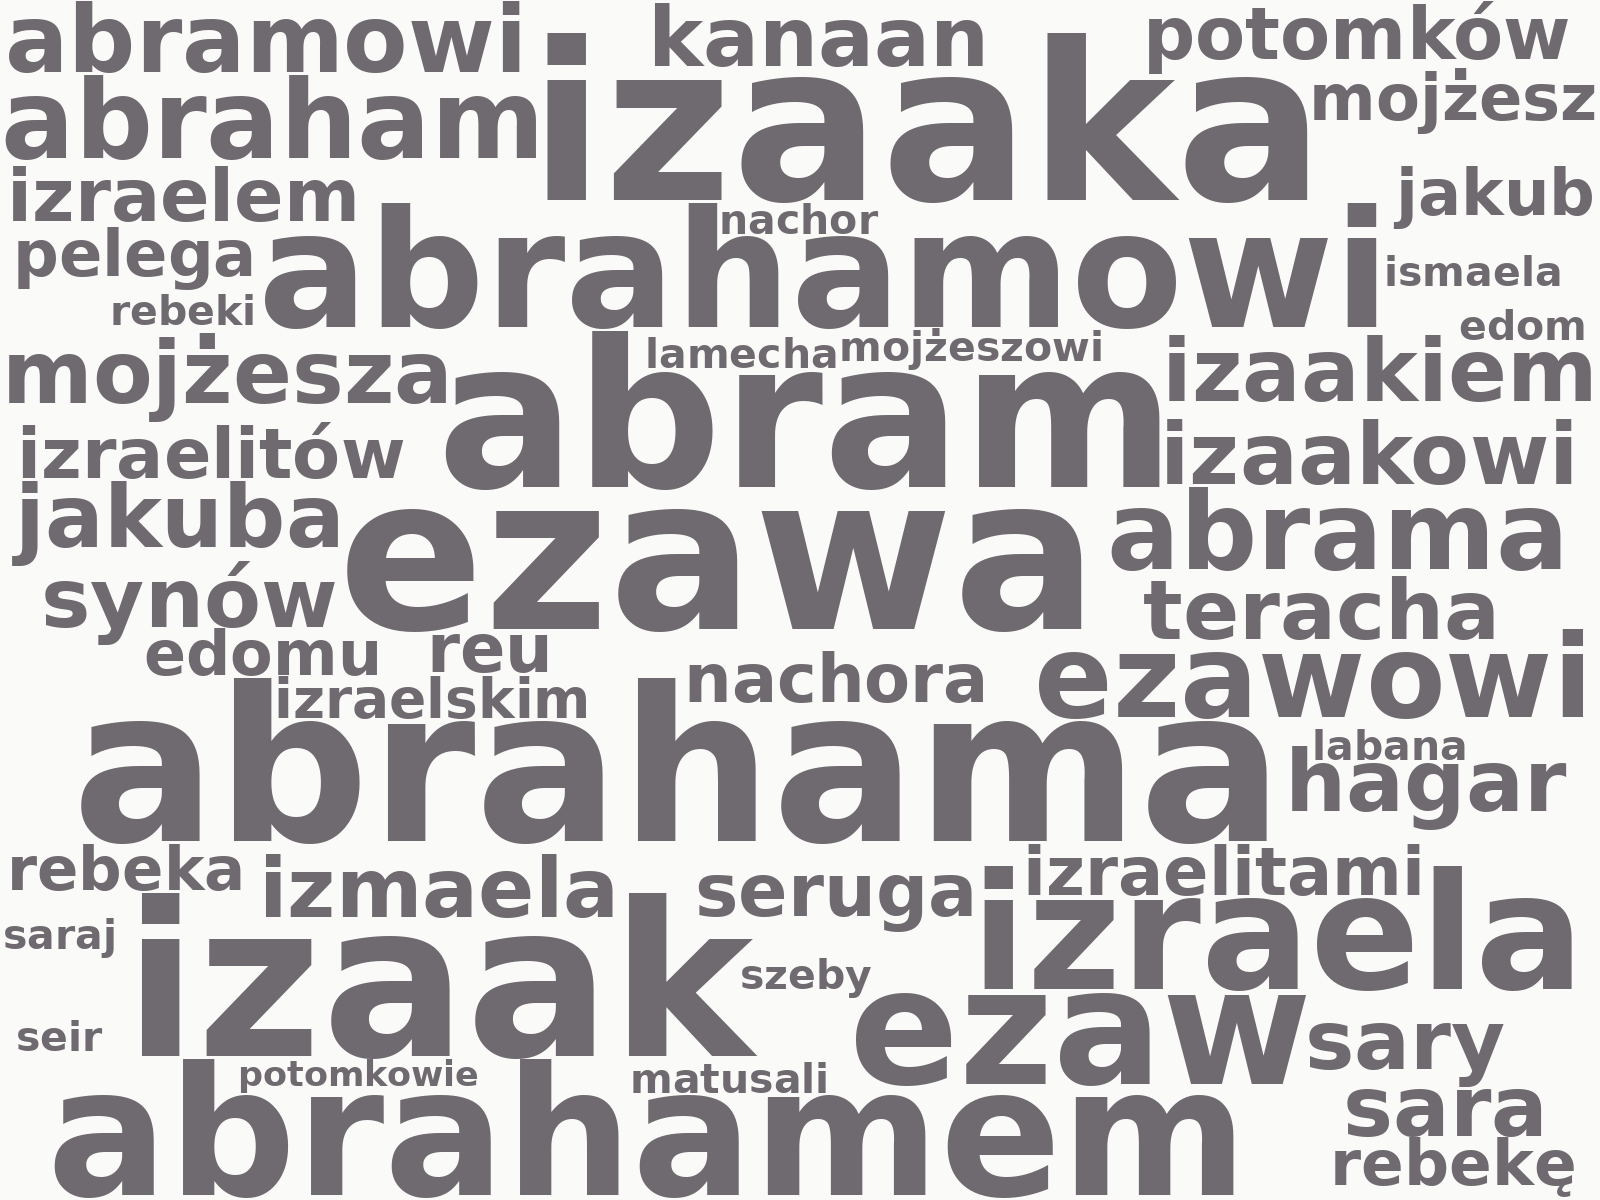 abramowi kanaan potomków
abraham izaaka mojżesz
izraelem jakub
nachor
pelega abrahamowi ismaela
rebeki edom
lamecha mojżeszowi
mojżesza abram izaakiem
izraelitów izaakowi
jakuba ezawa abrama
synów teracha
edomu reu
izraelskim nachora ezawowi
abrahama labana
hagar
rebeka izmaela seruga izraelitami
saraj izaak izraela
szeby
seir ezaw sary
potomkowie matusali
abrahamem sara
rebekę